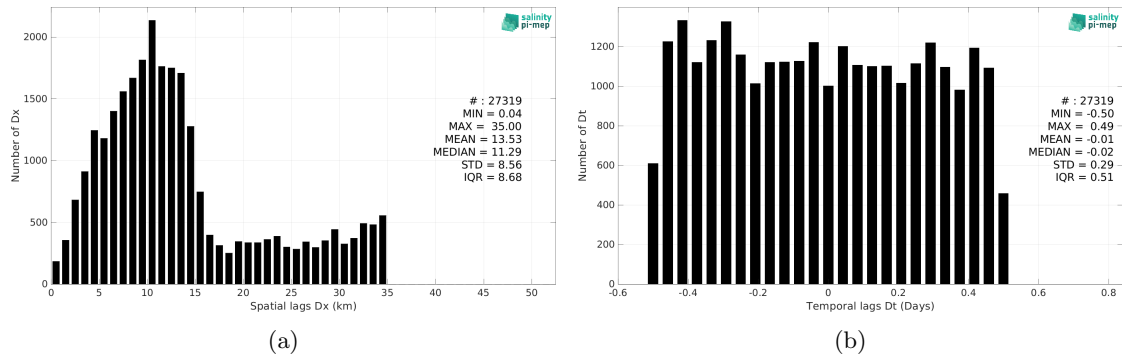 salinity
pi-mep
Number of Dx
2000
1500
1000
500
0
# : 27319
MIN = 0.04
MAX = 35.00
MEAN = 13.53
MEDIAN = 11.29
STD = 8.56
IQR = 8.68
0 5 10 15 20 25 30 35 40 45 50
Spatial lags Dx (km)
(a)
salinity
pi-mep
Number of Dt
1200
1000
800
600
400
200
0
# : 27319
MIN = -0.50
MAX = 0.49
MEAN = -0.01
MEDIAN = -0.02
STD = 0.29
IQR = 0.51
-0.6 -0.4 -0.2 0 0.2 0.4 0.6 0.8
Temporal lags Dt (Days)
(b)